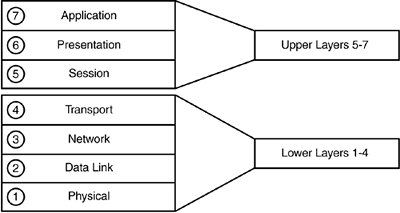 7 Application
6 Presentation
5 Session
Upper Layers 5-7
4 Transport
3 Network
2 Data Link
1 Physical
Lower Layers 1-4